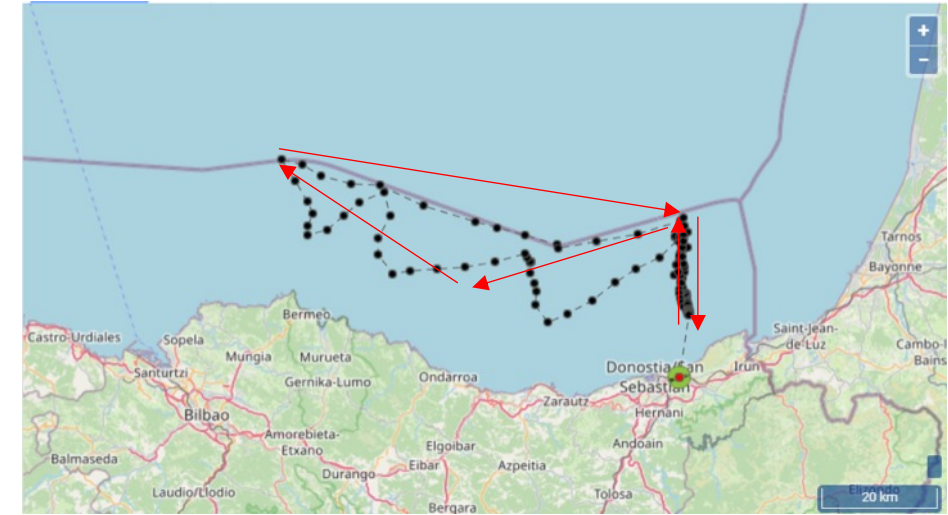 +
−
Tarnos
Bayonne
Bermeo
Castro-Urdiales
Sopela
Saint-Jean-
de-Luz
Cambo-l
Bains
Mungia
Murueta
Santurtzi
Gernika-Lumo
Ondarroa
Donostia/San
Sebastián
Irun
Zarautz
Hernani
Bilbao
Amorebieta-
Etxano
Elgoibar
Andoain
Balmaseda
Durango
Eibar
Azpeitia
Laudio/Llodio
Tolosa
Elizondo
Bergara
20 km